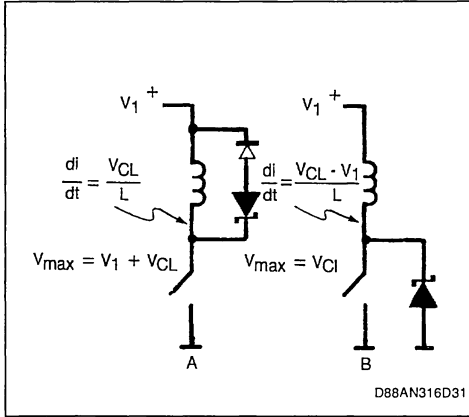 V1 +
V1 +
di/dt = VCL/L
di/dt = VCL - V1/L
Vmax = V1 + VCL
Vmax = VCl
A
B
D88AN316D31